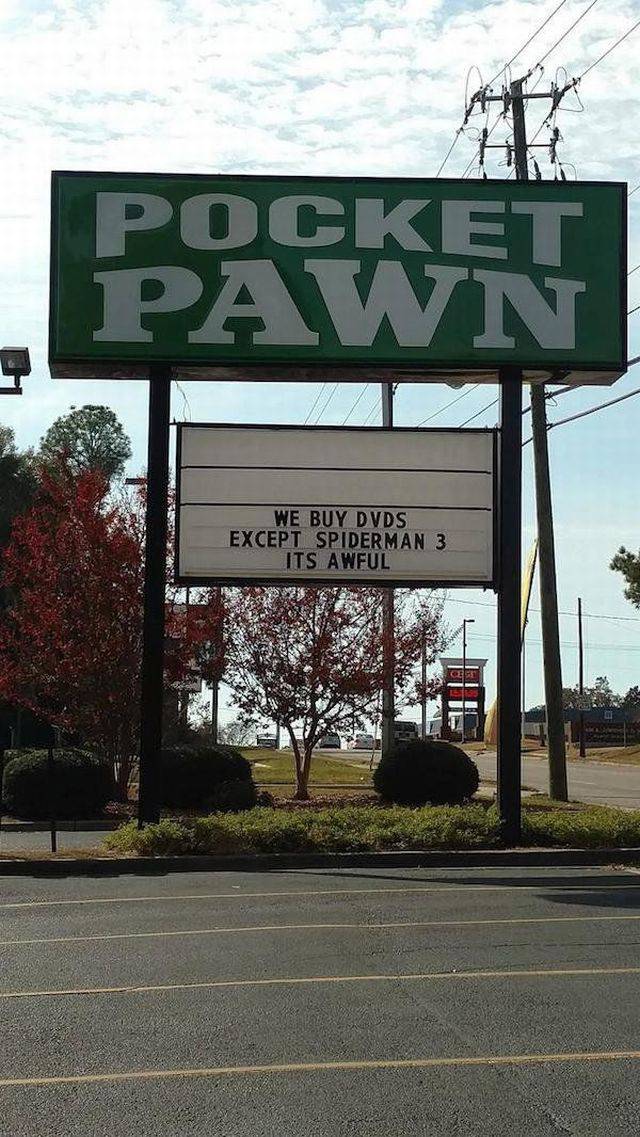 POCKET
PAWN
WE BUY DVDS
EXCEPT SPIDERMAN 3
ITS AWFUL